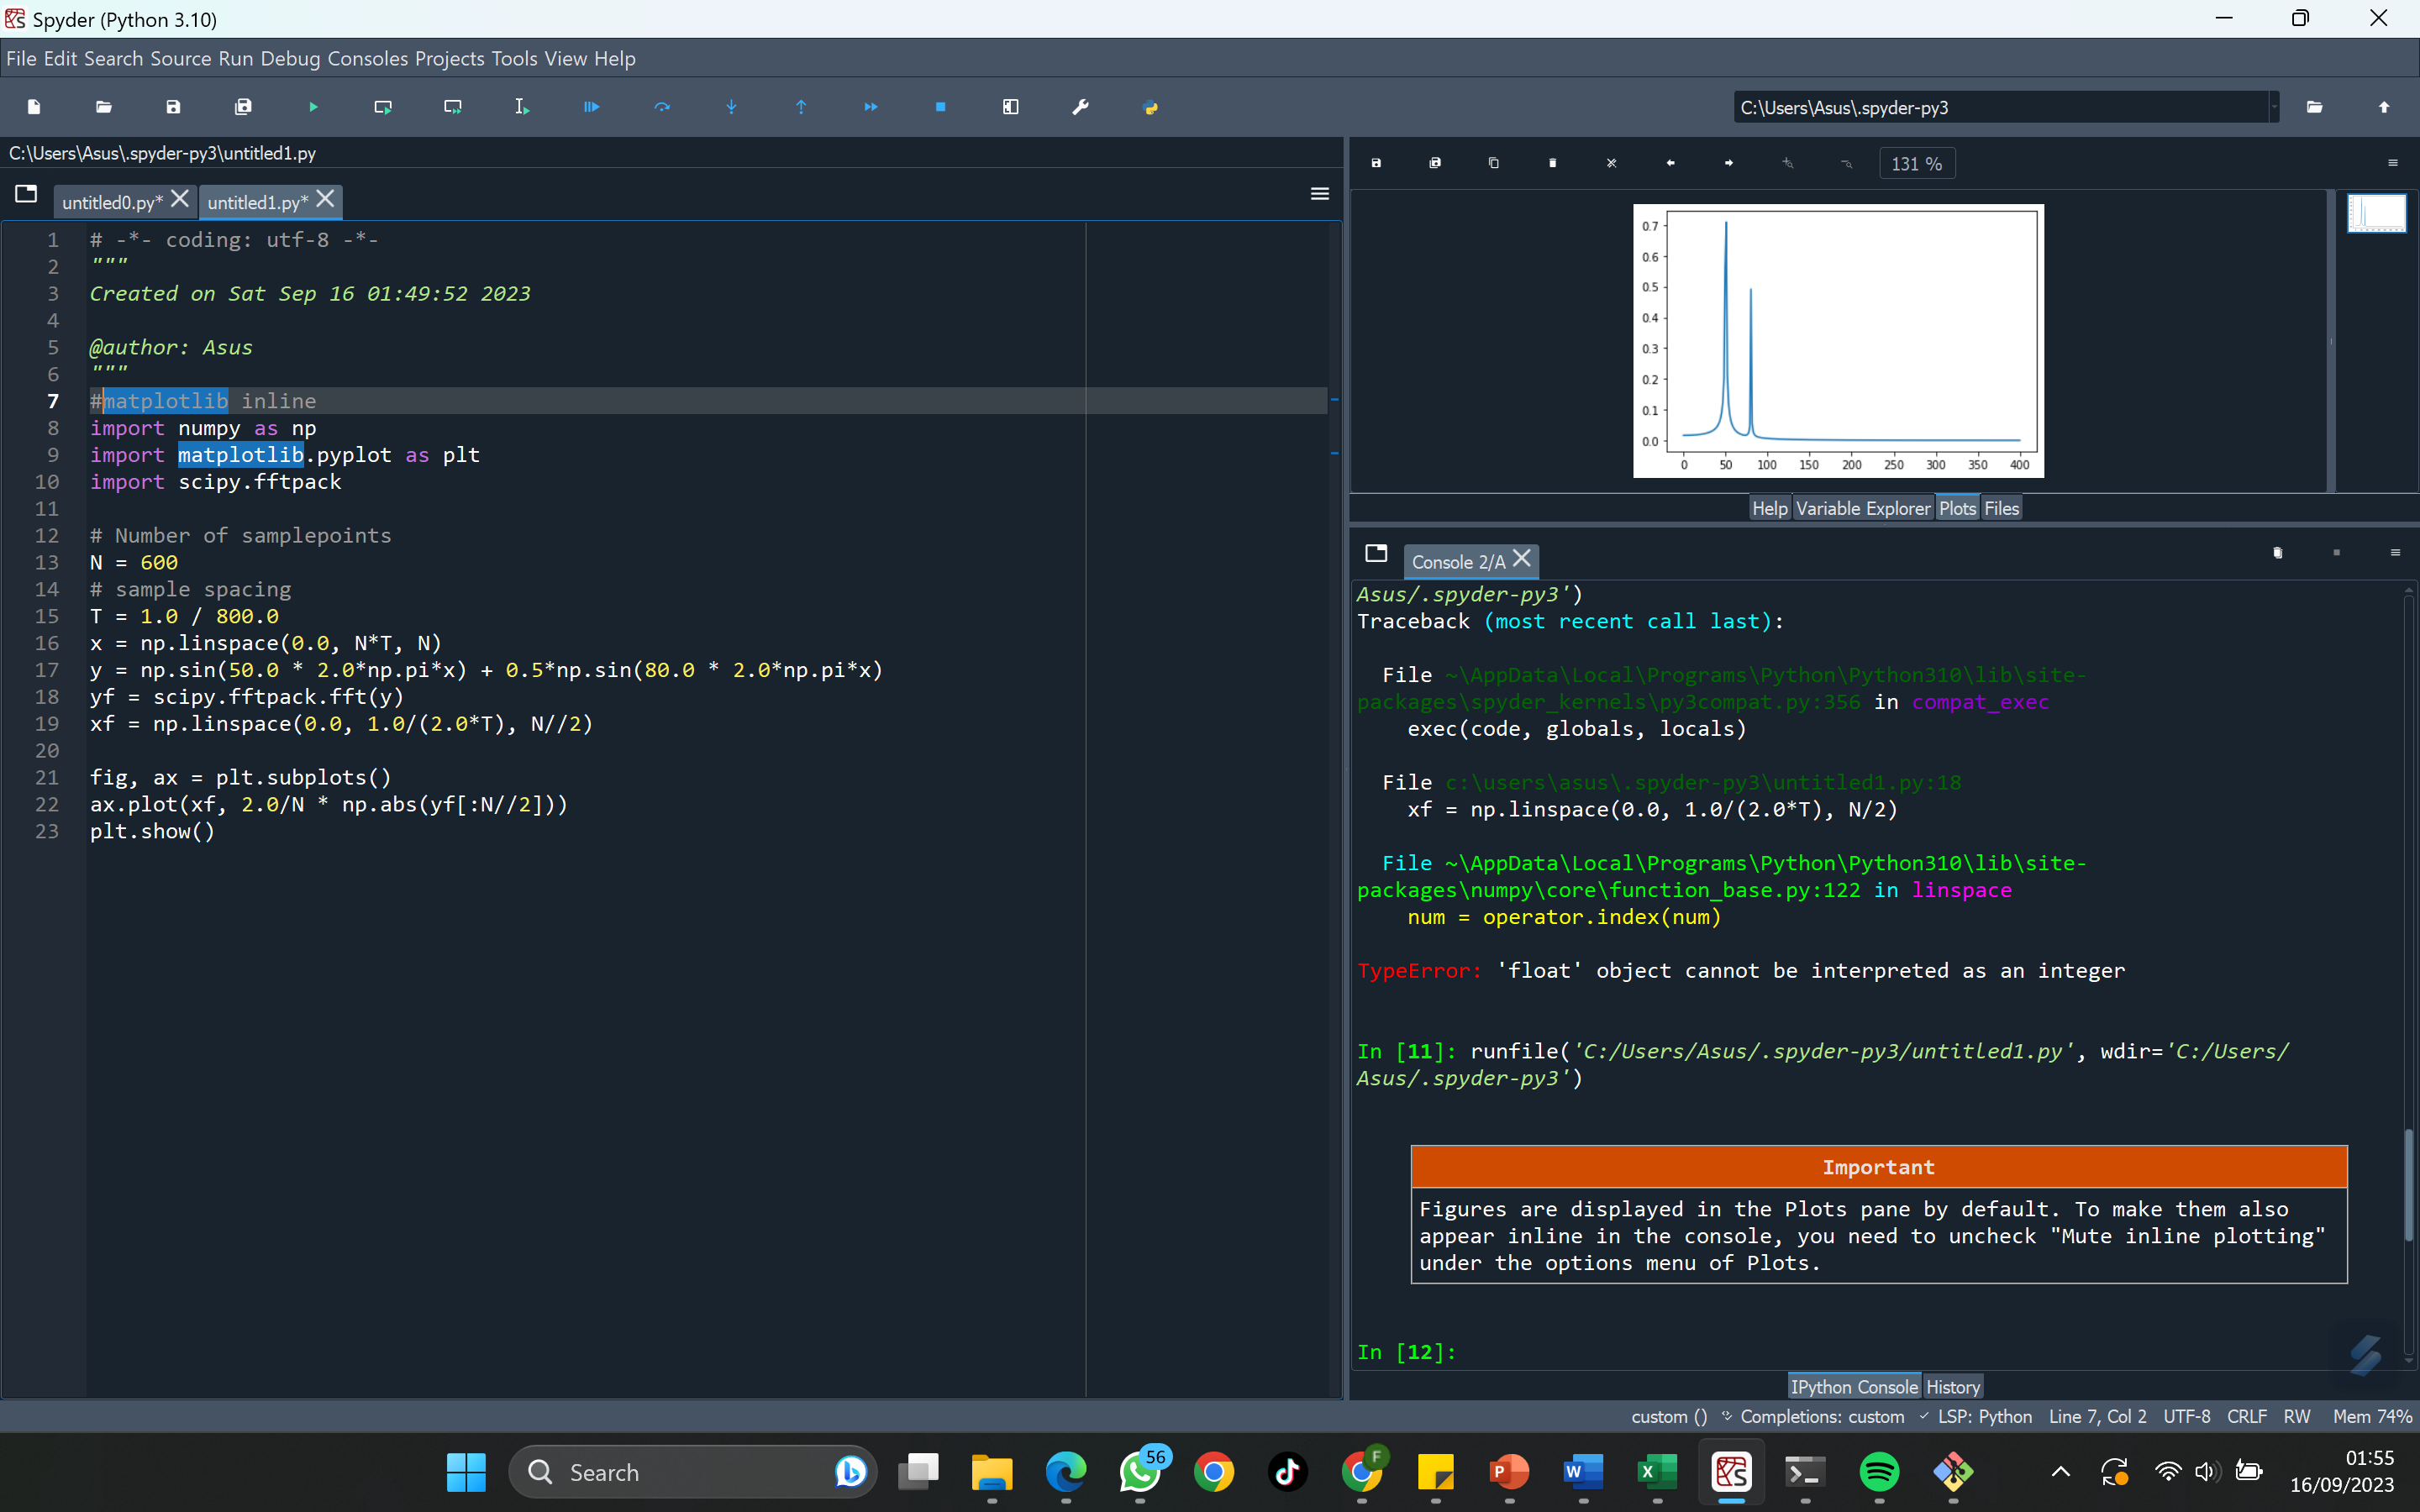 Spyder (Python 3.10)
File Edit Search Source Run Debug Consoles Projects Tools View Help
C:\Users\Asus\.spyder-py3
C:\Users\Asus\.spyder-py3\untitled1.py
untitled0.py*
untitled1.py*
1 # -*- coding: utf-8 -*-
2 """
3 Created on Sat Sep 16 01:49:52 2023
4
5 @author: Asus
6 """
7 #matplotlib inline
8 import numpy as np
9 import matplotlib.pyplot as plt
10 import scipy.fftpack
11
12 # Number of samplepoints
13 N = 600
14 # sample spacing
15 T = 1.0 / 800.0
16 x = np.linspace(0.0, N*T, N)
17 y = np.sin(50.0 * 2.0*np.pi*x) + 0.5*np.sin(80.0 * 2.0*np.pi*x)
18 yf = scipy.fftpack.fft(y)
19 xf = np.linspace(0.0, 1.0/(2.0*T), N//2)
20
21 fig, ax = plt.subplots()
22 ax.plot(xf, 2.0/N * np.abs(yf[:N//2]))
23 plt.show()
131 %
0.7
0.6
0.5
0.4
0.3
0.2
0.1
0.0
0 50 100 150 200 250 300 350 400
Help Variable Explorer Plots Files
Console 2/A
Asus/.spyder-py3')
Traceback (most recent call last):
File ~\AppData\Local\Programs\Python\Python310\lib\site-
packages\spyder_kernels\py3compat.py:356 in compat_exec
exec(code, globals, locals)
File c:\users\asus\.spyder-py3\untitled1.py:18
xf = np.linspace(0.0, 1.0/(2.0*T), N/2)
File ~\AppData\Local\Programs\Python\Python310\lib\site-
packages\numpy\core\function_base.py:122 in linspace
num = operator.index(num)
TypeError: 'float' object cannot be interpreted as an integer
In [11]: runfile('C:/Users/Asus/.spyder-py3/untitled1.py', wdir='C:/Users/
Asus/.spyder-py3')
Important
Figures are displayed in the Plots pane by default. To make them also
appear inline in the console, you need to uncheck "Mute inline plotting"
under the options menu of Plots.
In [12]:
IPython Console History
custom () Completions: custom LSP: Python Line 7, Col 2 UTF-8 CRLF RW Mem 74%
Search
56
F
01:55
16/09/2023